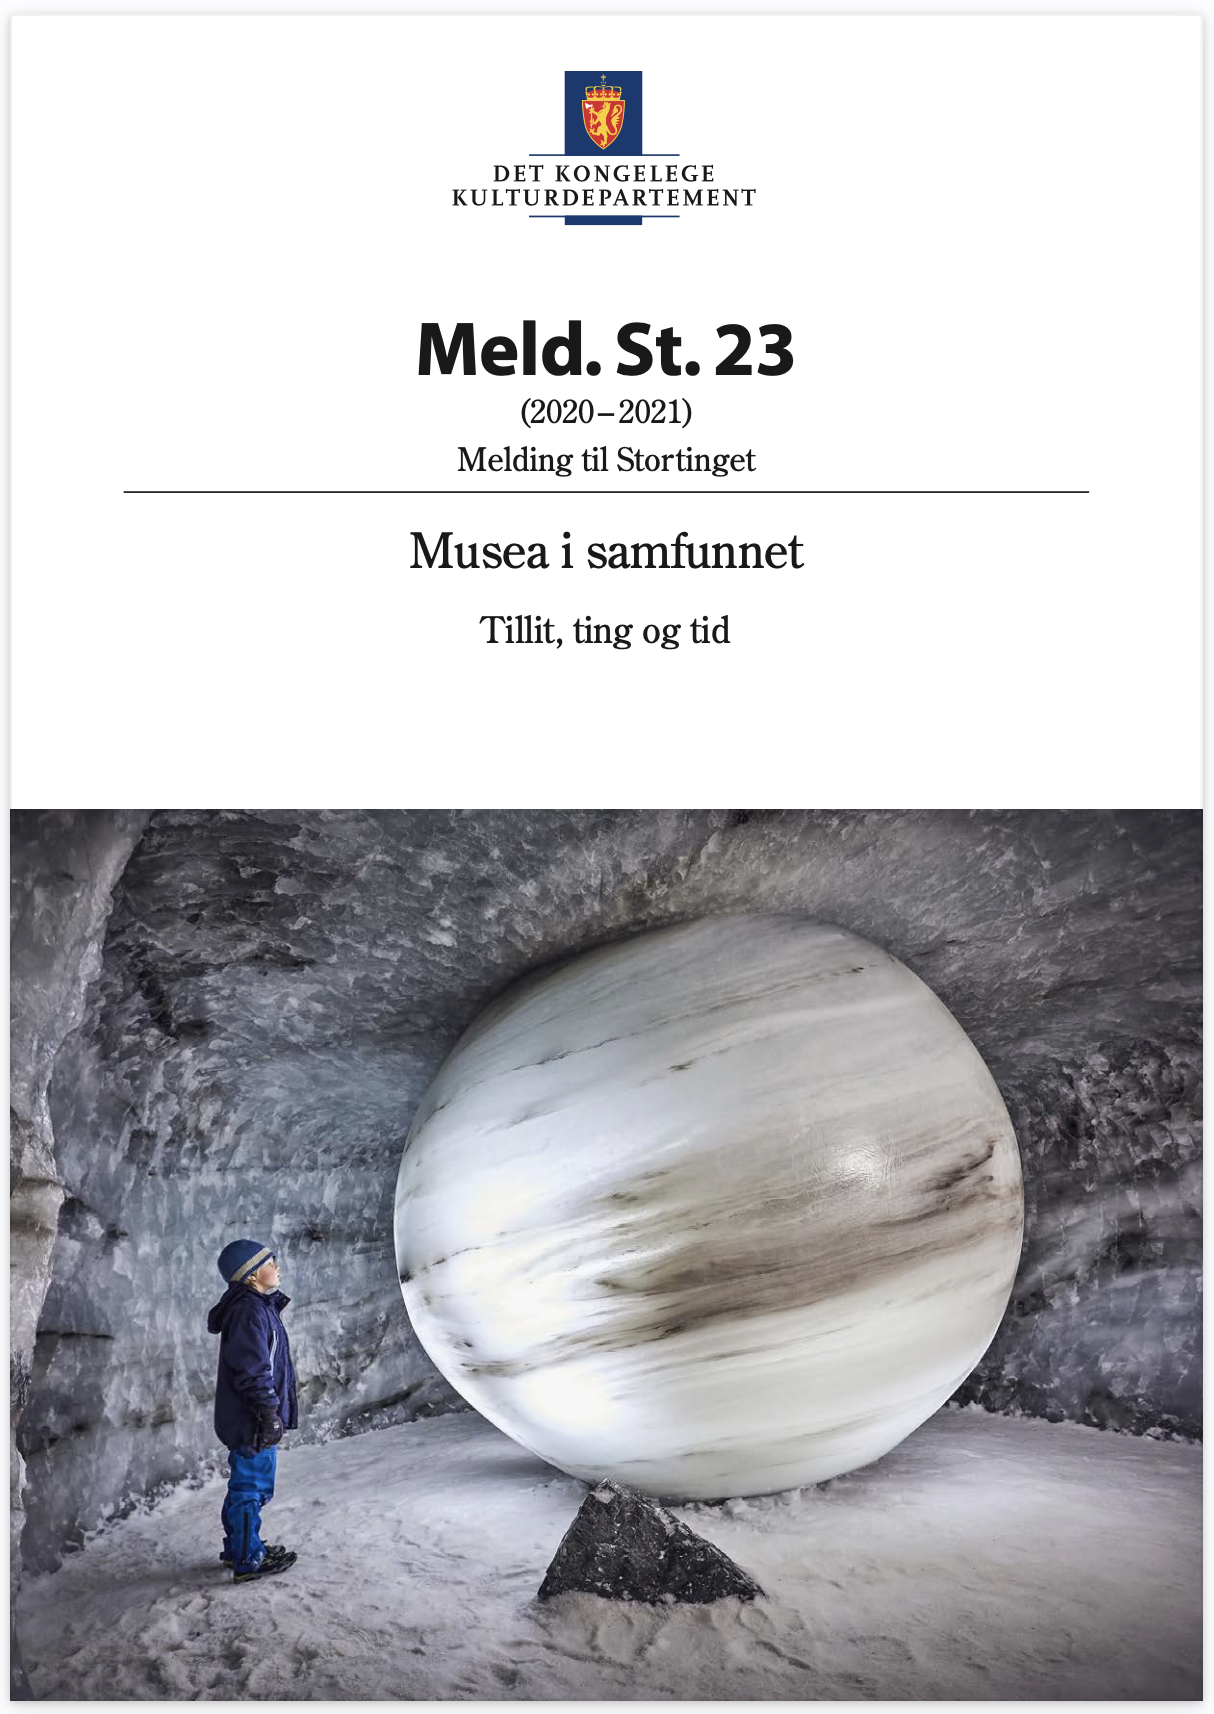 DET KONGELEGE
KULTURDEPARTEMENT
Meld. St. 23
(2020–2021)
Melding til Stortinget
Musea i samfunnet
Tillit, ting og tid